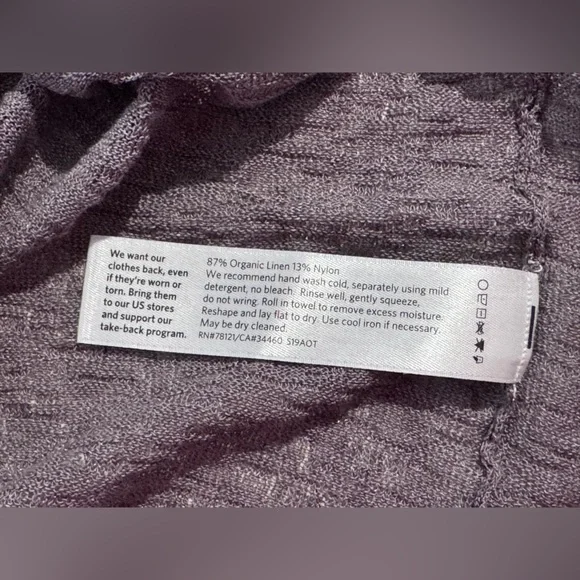 We want our
clothes back, even
if they're worn or
torn. Bring them
to our US stores
and support our
take-back program.
87% Organic Linen 13% Nylon
We recommend hand wash cold, separately using mild
detergent, no bleach. Rinse well, gently squeeze,
do not wring. Roll in towel to remove excess moisture.
Reshape and lay flat to dry. Use cool iron if necessary.
May be dry cleaned.
RN#78121/CA#34460 S19AOT